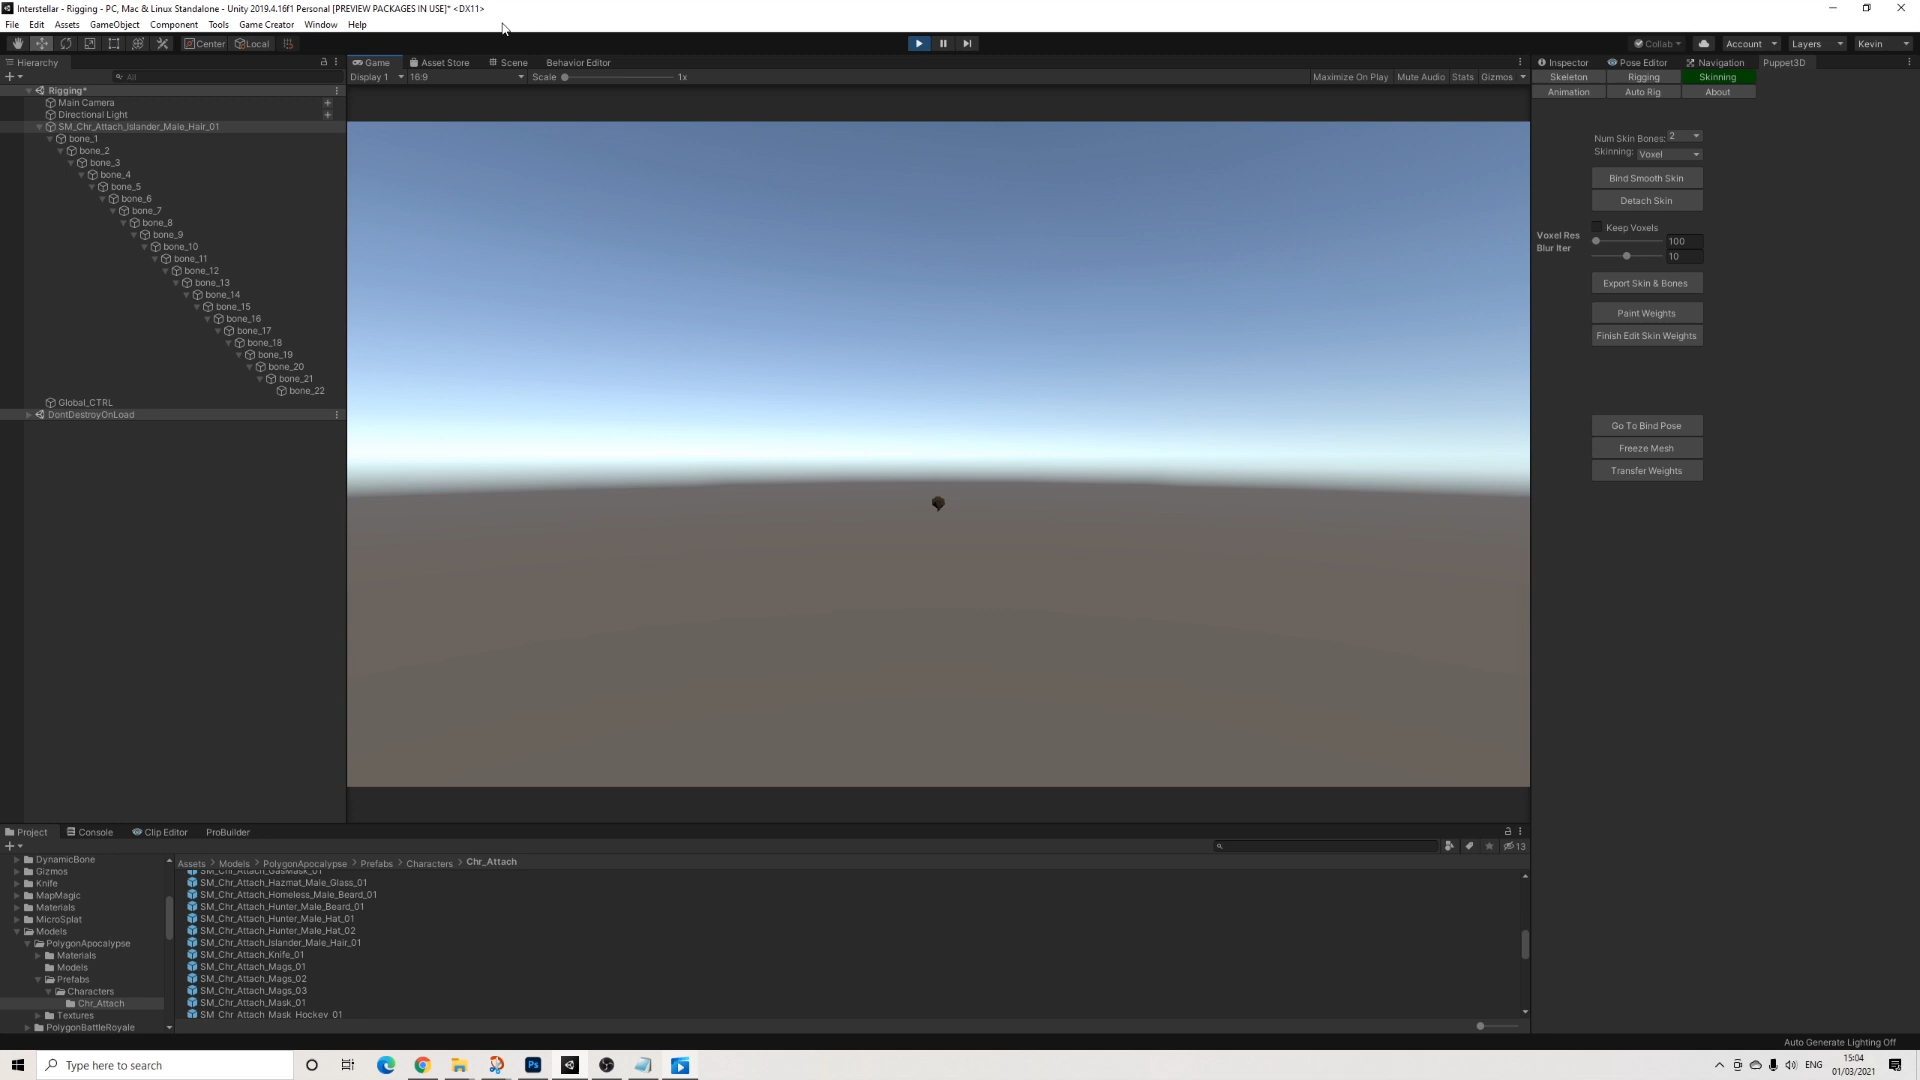 Interstellar - Rigging - PC, Mac & Linux Standalone - Unity 2019.4.16f1 Personal [PREVIEW PACKAGES IN USE]* <DX11>
File Edit Assets GameObject Component Tools Game Creator Window Help
Center Local Collab Account Layers Kevin
Hierarchy
All
Rigging*
Main Camera
Directional Light
SM_Chr_Attach_Islander_Male_Hair_01
bone_1
bone_2
bone_3
bone_4
bone_5
bone_6
bone_7
bone_8
bone_9
bone_10
bone_11
bone_12
bone_13
bone_14
bone_15
bone_16
bone_17
bone_18
bone_19
bone_20
bone_21
bone_22
Global_CTRL
DontDestroyOnLoad
Game Asset Store Scene Behavior Editor
Display 1 16:9 Scale 1x Maximize On Play Mute Audio Stats Gizmos
Inspector Pose Editor Navigation Puppet3D
Skeleton Rigging Skinning
Animation Auto Rig About
Num Skin Bones: 2
Skinning: Voxel
Bind Smooth Skin
Detach Skin
Keep Voxels
Voxel Res 100
Blur Iter 10
Export Skin & Bones
Paint Weights
Finish Edit Skin Weights
Go To Bind Pose
Freeze Mesh
Transfer Weights
Project Console Clip Editor ProBuilder
13
DynamicBone
Gizmos
Knife
MapMagic
Materials
MicroSplat
Models
PolygonApocalypse
Materials
Models
Prefabs
Characters
Chr_Attach
Textures
PolygonBattleRoyale
Assets > Models > PolygonApocalypse > Prefabs > Characters > Chr_Attach
SM_Chr_Attach_GasMask_01
SM_Chr_Attach_Hazmat_Male_Glass_01
SM_Chr_Attach_Homeless_Male_Beard_01
SM_Chr_Attach_Hunter_Male_Beard_01
SM_Chr_Attach_Hunter_Male_Hat_01
SM_Chr_Attach_Hunter_Male_Hat_02
SM_Chr_Attach_Islander_Male_Hair_01
SM_Chr_Attach_Knife_01
SM_Chr_Attach_Mags_01
SM_Chr_Attach_Mags_02
SM_Chr_Attach_Mags_03
SM_Chr_Attach_Mask_01
SM_Chr_Attach_Mask_Hockey_01
Auto Generate Lighting Off
Type here to search
Ps
ENG
15:04
01/03/2021